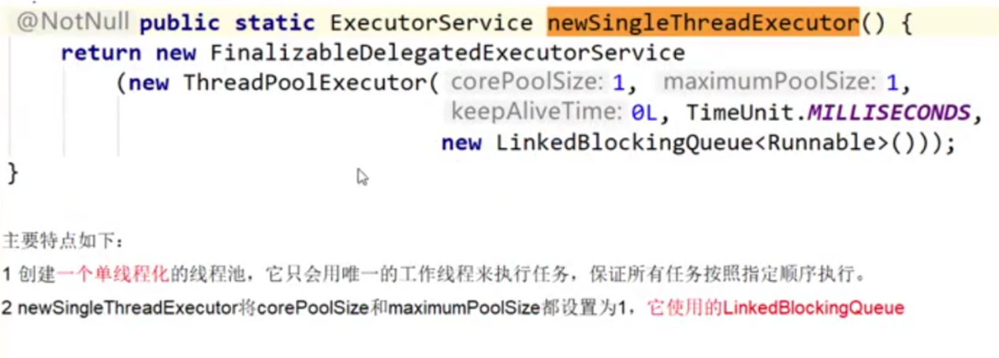 @NotNull public static ExecutorService newSingleThreadExecutor() {
return new FinalizableDelegatedExecutorService
(new ThreadPoolExecutor( corePoolSize: 1, maximumPoolSize: 1,
keepAliveTime: 0L, TimeUnit.MILLISECONDS,
new LinkedBlockingQueue<Runnable>()));
}
主要特点如下:
1 创建一个单线程化的线程池，它只会用唯一的工作线程来执行任务，保证所有任务按照指定顺序执行。
2 newSingleThreadExecutor将corePoolSize和maximumPoolSize都设置为1，它使用的LinkedBlockingQueue